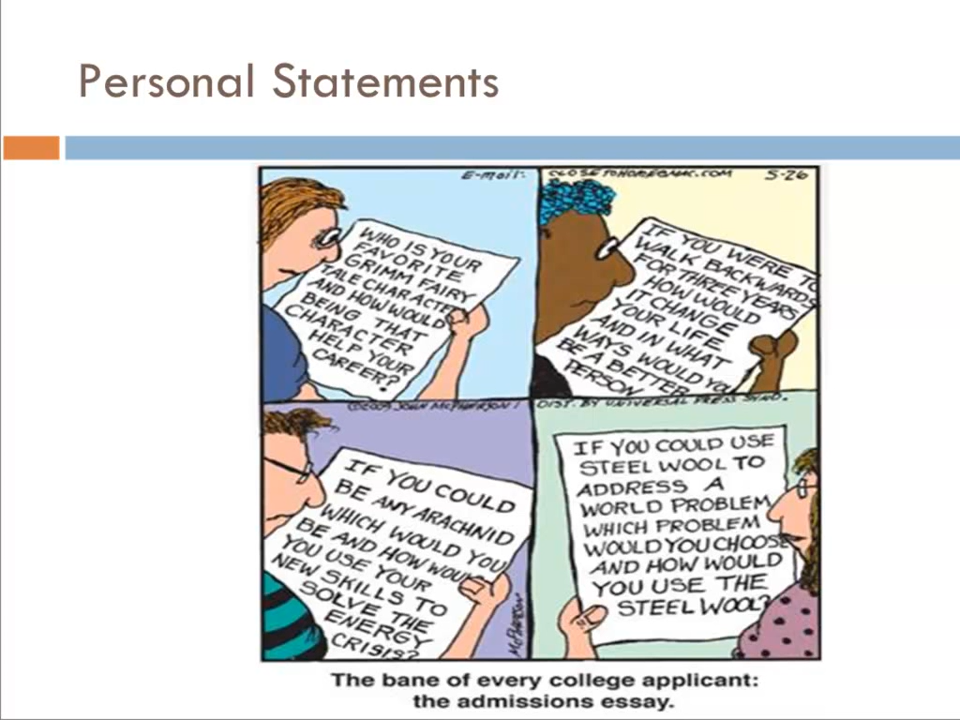 Personal Statements
E-mail:
CLOSETOHOME@MAC.COM 5-26
WHO IS YOUR
FAVORITE
GRIMM FAIRY
TALE CHARACTER
AND HOW WOULD
BEING THAT
CHARACTER
HELP YOUR
CAREER?
IF YOU WERE TO
WALK BACKWARDS
FOR THREE YEARS
HOW WOULD
IT CHANGE
YOUR LIFE
AND IN WHAT
WAYS WOULD YOU
BE A BETTER
PERSON
©2009 JOHN MCPHERSON /
DIST. BY UNIVERSAL PRESS SYND.
IF YOU COULD
BE ANY ARACHNID
WHICH WOULD YOU
BE AND HOW WOULD
YOU USE YOUR
NEW SKILLS TO
SOLVE THE
ENERGY
CRISIS?
McPHERSON
IF YOU COULD USE
STEEL WOOL TO
ADDRESS A
WORLD PROBLEM
WHICH PROBLEM
WOULD YOU CHOOSE
AND HOW WOULD
YOU USE THE
STEEL WOOL?
The bane of every college applicant:
the admissions essay.